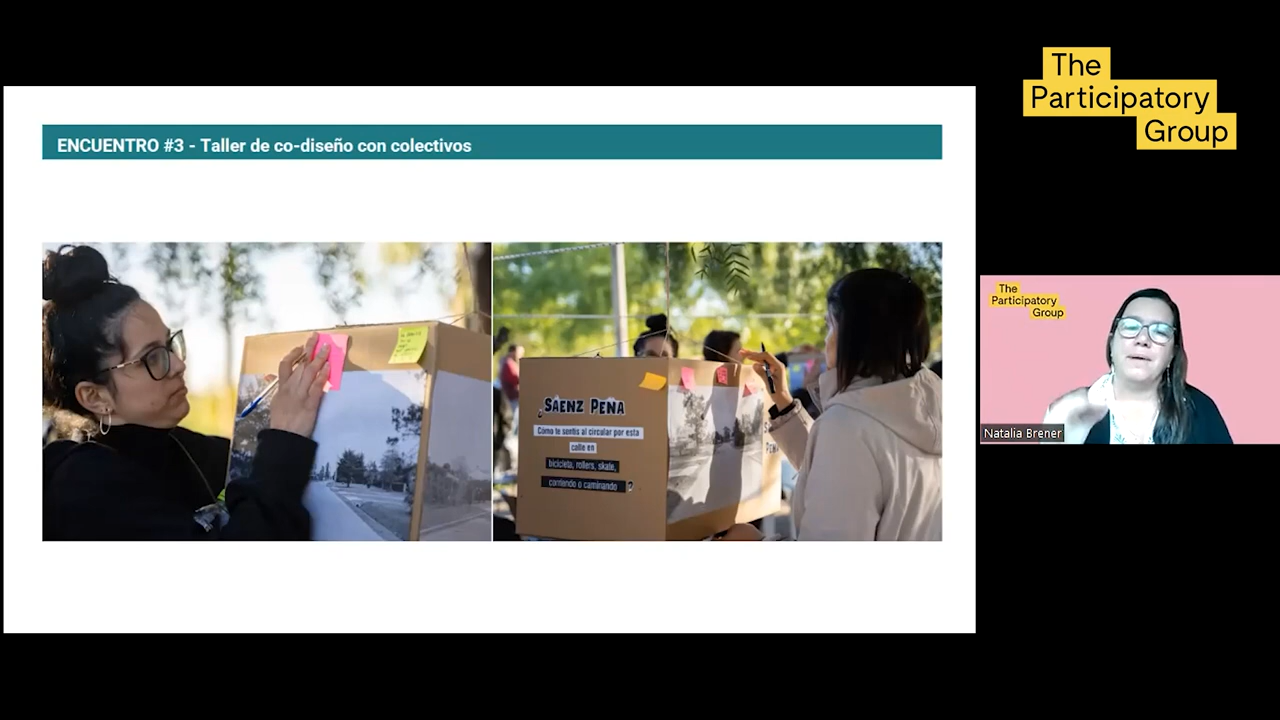 The
Participatory
Group
ENCUENTRO #3 - Taller de co-diseño con colectivos
¿SAENZ PEÑA
Cómo te sentís al circular por esta
calle en
bicicleta, rollers, skate,
corriendo o caminando ?
The
Participatory
Group
Natalia Brener